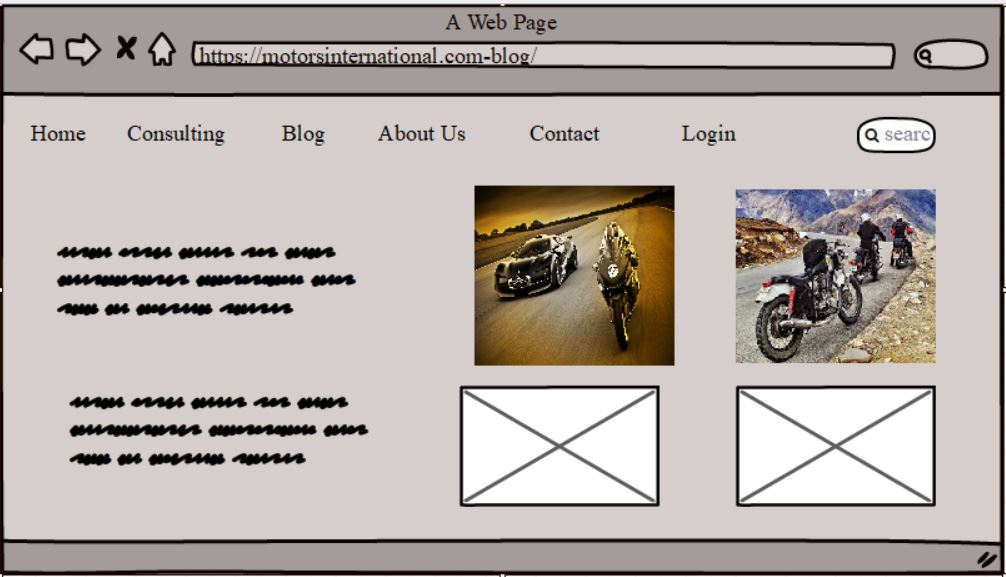 A Web Page
https://motorsinternational.com-blog/
Home Consulting Blog About Us Contact Login searc